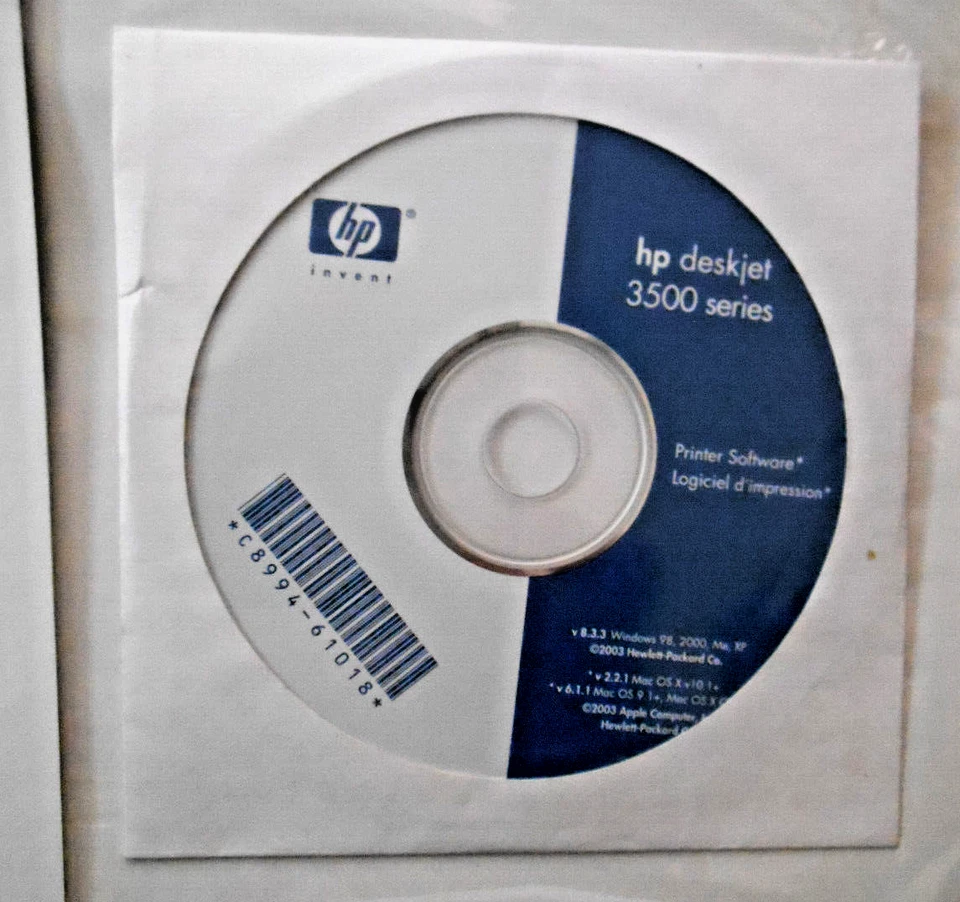 hp ®
invent
hp deskjet
3500 series
Printer Software*
Logiciel d'impression*
*C8994-61018*
v 8.3.3 Windows 98, 2000, Me, XP
©2003 Hewlett-Packard Co.
*v 2.2.1 Mac OS X v10.1+
*v 6.1.1 Mac OS 9.1+, Mac OS X
©2003 Apple Computer,
Hewlett-Packard